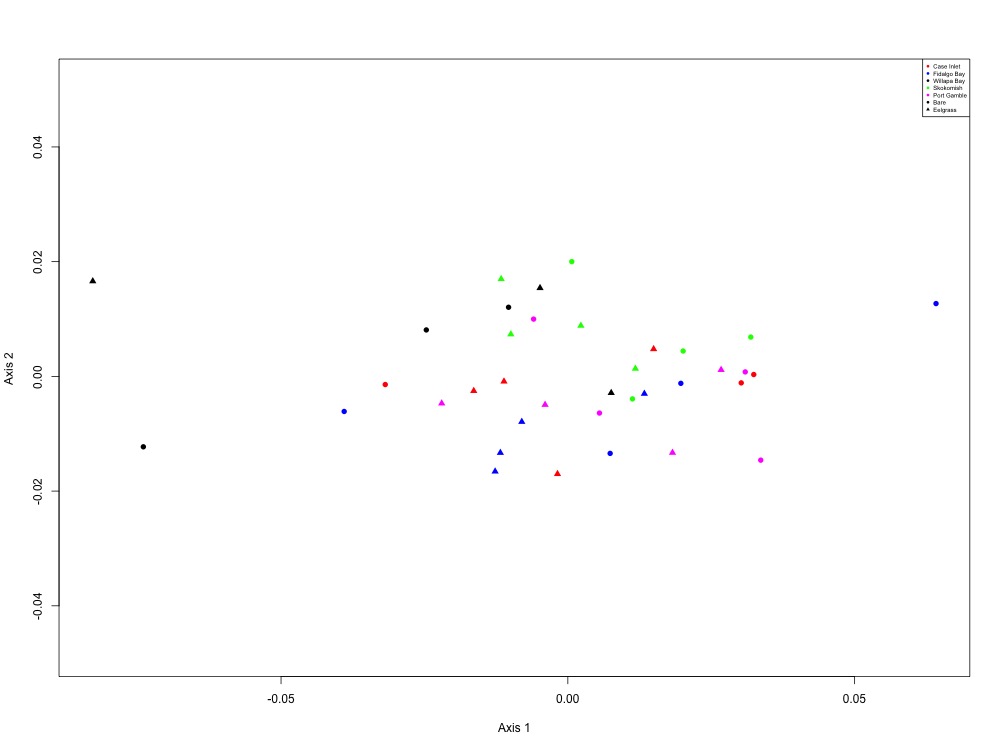 Case Inlet
Fidalgo Bay
Willapa Bay
Skokomish
Port Gamble
Bare
Eelgrass
0.04
0.02
0.00
-0.02
-0.04
Axis 2
-0.05
0.00
0.05
Axis 1